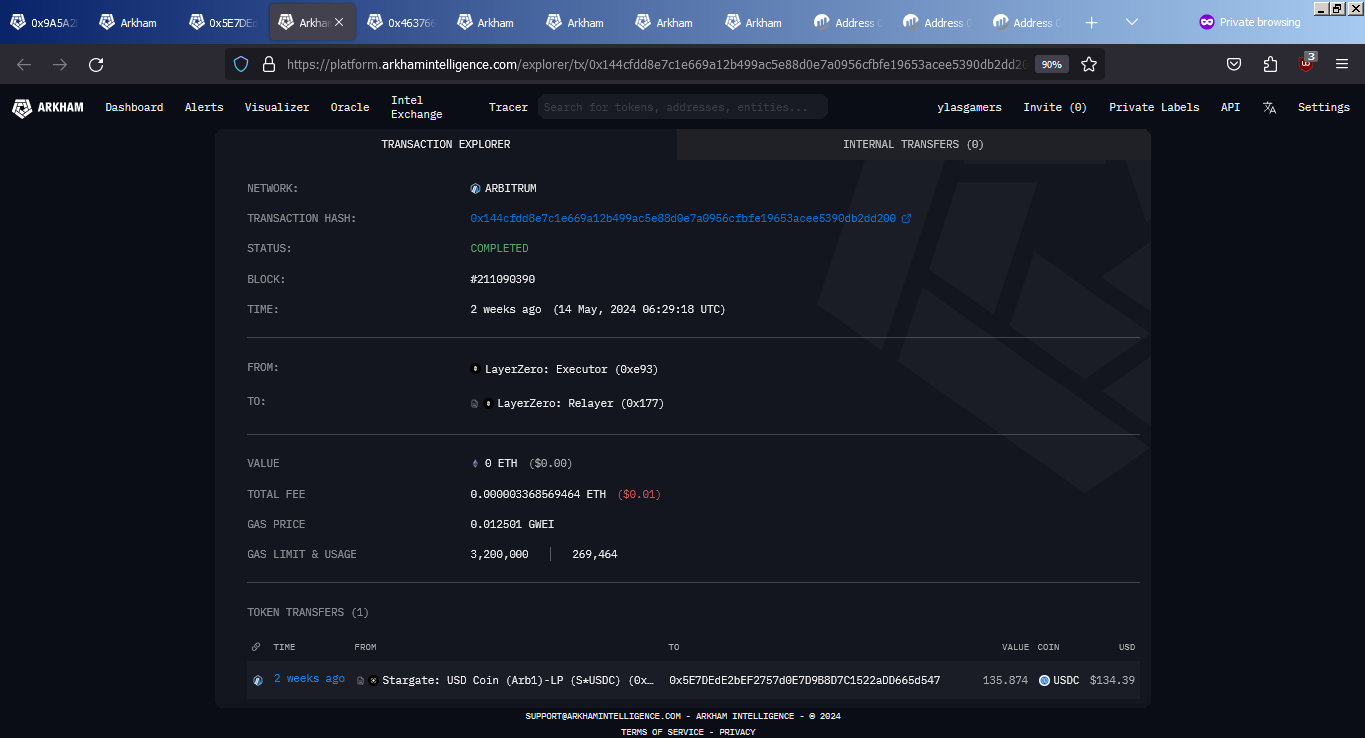 0x9A5A2 Arkham 0x5E7DEd Arkham 0x463766 Arkham Arkham Arkham Arkham Address Address Address Private browsing
https://platform.arkhamintelligence.com/explorer/tx/0x144cfdd8e7c1e669a12b499ac5e88d0e7a0956cfbfe19653acee5390db2dd20 90% 3
ARKHAM Dashboard Alerts Visualizer Oracle Intel Exchange Tracer Search for tokens, addresses, entities... ylasgamers Invite (0) Private Labels API Settings
TRANSACTION EXPLORER INTERNAL TRANSFERS (0)
NETWORK: ARBITRUM
TRANSACTION HASH: 0x144cfdd8e7c1e669a12b499ac5e88d0e7a0956cfbfe19653acee5390db2dd200
STATUS: COMPLETED
BLOCK: #211090390
TIME: 2 weeks ago (14 May, 2024 06:29:18 UTC)
FROM: LayerZero: Executor (0xe93)
TO: LayerZero: Relayer (0x177)
VALUE 0 ETH ($0.00)
TOTAL FEE 0.000003368569464 ETH ($0.01)
GAS PRICE 0.012501 GWEI
GAS LIMIT & USAGE 3,200,000 269,464
TOKEN TRANSFERS (1)
TIME FROM TO VALUE COIN USD
2 weeks ago Stargate: USD Coin (Arb1)-LP (S*USDC) (0x… 0x5E7DEdE2bEF2757d0E7D9B8D7C1522aDD665d547 135.874 USDC $134.39
SUPPORT@ARKHAMINTELLIGENCE.COM - ARKHAM INTELLIGENCE - © 2024
TERMS OF SERVICE - PRIVACY